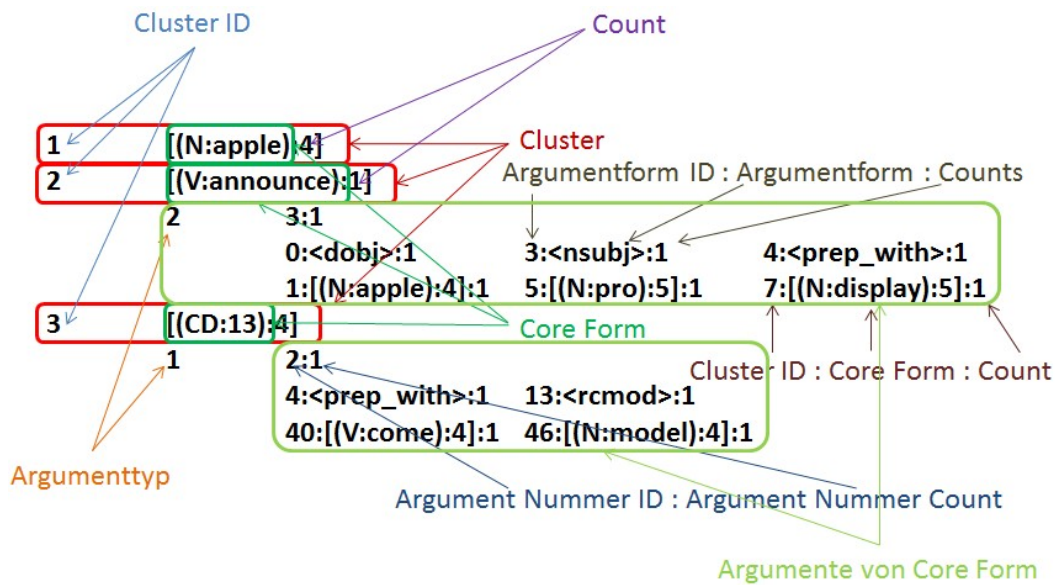 Cluster ID Count
1 [(N:apple):4] Cluster
2 [(V:announce):1] Argumentform ID : Argumentform : Counts
2 3:1
0:<dobj>:1 3:<nsubj>:1 4:<prep_with>:1
1:[(N:apple):4]:1 5:[(N:pro):5]:1 7:[(N:display):5]:1
3 [(CD:13):4] Core Form
1 2:1 Cluster ID : Core Form : Count
4:<prep_with>:1 13:<rcmod>:1
40:[(V:come):4]:1 46:[(N:model):4]:1
Argumenttyp
Argument Nummer ID : Argument Nummer Count
Argumente von Core Form